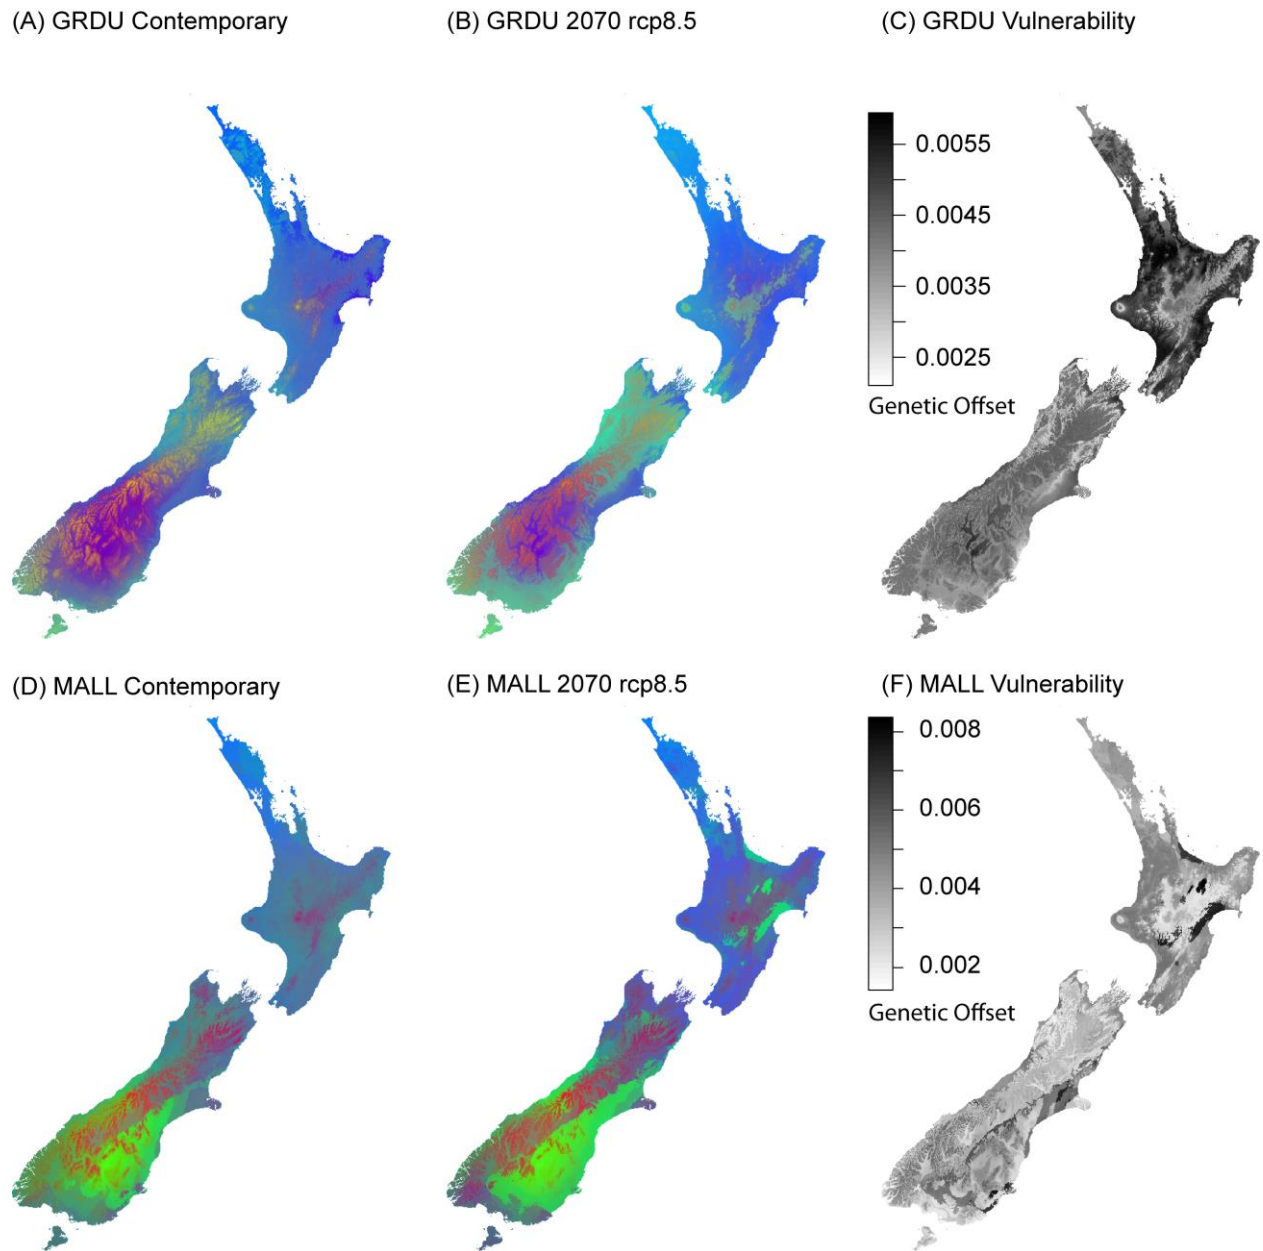 (A) GRDU Contemporary
(B) GRDU 2070 rcp8.5
(C) GRDU Vulnerability
0.0055
0.0045
0.0035
0.0025
Genetic Offset
(D) MALL Contemporary
(E) MALL 2070 rcp8.5
(F) MALL Vulnerability
0.008
0.006
0.004
0.002
Genetic Offset